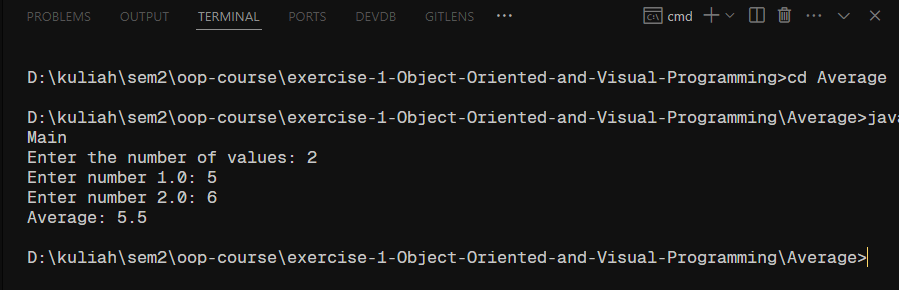 PROBLEMS OUTPUT TERMINAL PORTS DEVDB GITLENS ··· cmd ···
D:\kuliah\sem2\oop-course\exercise-1-Object-Oriented-and-Visual-Programming>cd Average
D:\kuliah\sem2\oop-course\exercise-1-Object-Oriented-and-Visual-Programming\Average>jav
Main
Enter the number of values: 2
Enter number 1.0: 5
Enter number 2.0: 6
Average: 5.5
D:\kuliah\sem2\oop-course\exercise-1-Object-Oriented-and-Visual-Programming\Average>